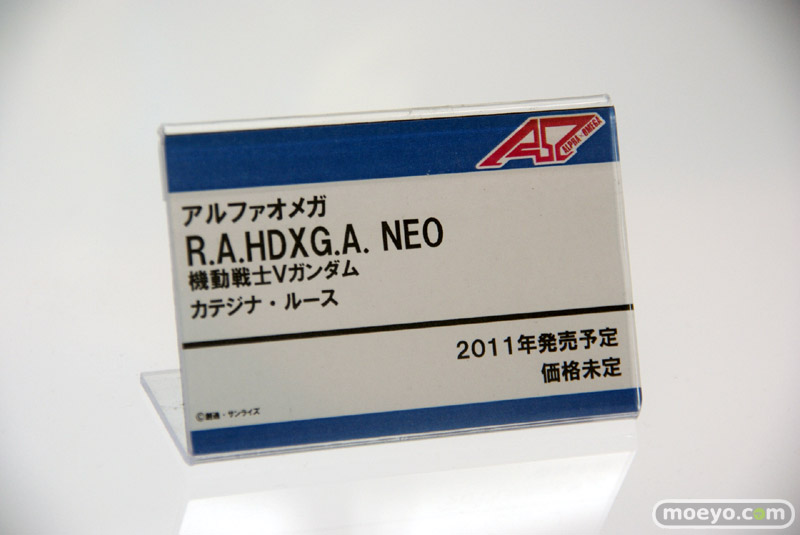 ALPHA×OMEGA
アルファオメガ
R.A.HDXG.A. NEO
機動戦士Vガンダム
カテジナ・ルース
2011年発売予定
価格未定
©創通・サンライズ
moeyo.com